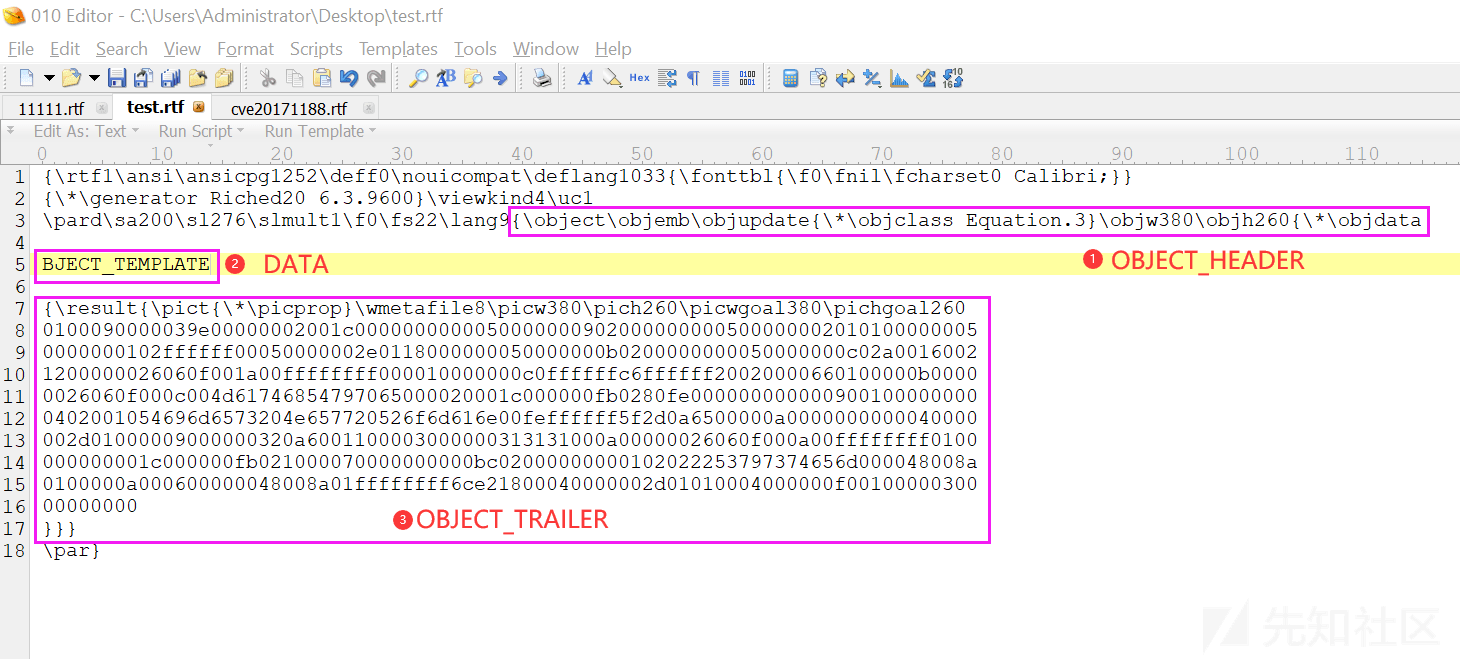 010 Editor - C:\Users\Administrator\Desktop\test.rtf
File Edit Search View Format Scripts Templates Tools Window Help
11111.rtf test.rtf cve20171188.rtf
Edit As: Text Run Script Run Template
0 10 20 30 40 50 60 70 80 90 100 110
1 {\rtf1\ansi\ansicpg1252\deff0\nouicompat\deflang1033{\fonttbl{\f0\fnil\fcharset0 Calibri;}}
2 {\*\generator Riched20 6.3.9600}\viewkind4\uc1
3 \pard\sa200\sl276\slmult1\f0\fs22\lang9{\object\objemb\objupdate{\*\objclass Equation.3}\objw380\objh260{\*\objdata
4
5 BJECT_TEMPLATE 2 DATA 1 OBJECT_HEADER
6
7 {\result{\pict{\*\picprop}\wmetafile8\picw380\pich260\picwgoal380\pichgoal260
8 0100090000039e00000002001c0000000000050000000902000000000500000002010100000005
9 0000000102ffffff00050000002e0118000000050000000b0200000000050000000c02a0016002
10 1200000026060f001a00ffffffff000010000000c0ffffffc6ffffff20020000660100000b0000
11 0026060f000c004d61746854797065000020001c000000fb0280fe000000000000900100000000
12 0402001054696d6573204e657720526f6d616e00feffffff5f2d0a6500000a0000000000040000
13 002d01000009000000320a6001100003000000313131000a00000026060f000a00ffffffff0100
14 000000001c000000fb021000070000000000bc02000000000102022253797374656d000048008a
15 0100000a000600000048008a01ffffffff6ce21800040000002d01010004000000f00100000300
16 00000000
17 }}}
3 OBJECT_TRAILER
18 \par}
先知社区